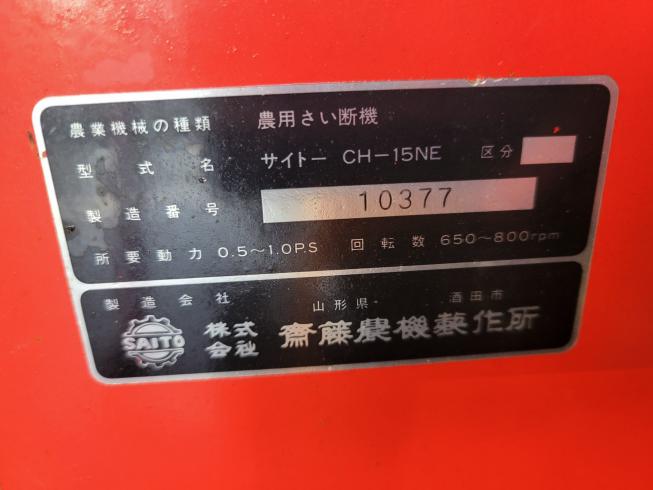 農業機械の種類 農用さい断機
型式名 サイトー CH-15NE 区分
製造番号 10377
所要動力 0.5〜1.0P.S 回転数 650〜800rpm
製造会社 山形県 酒田市
SAITO 株式会社 齋藤農機製作所